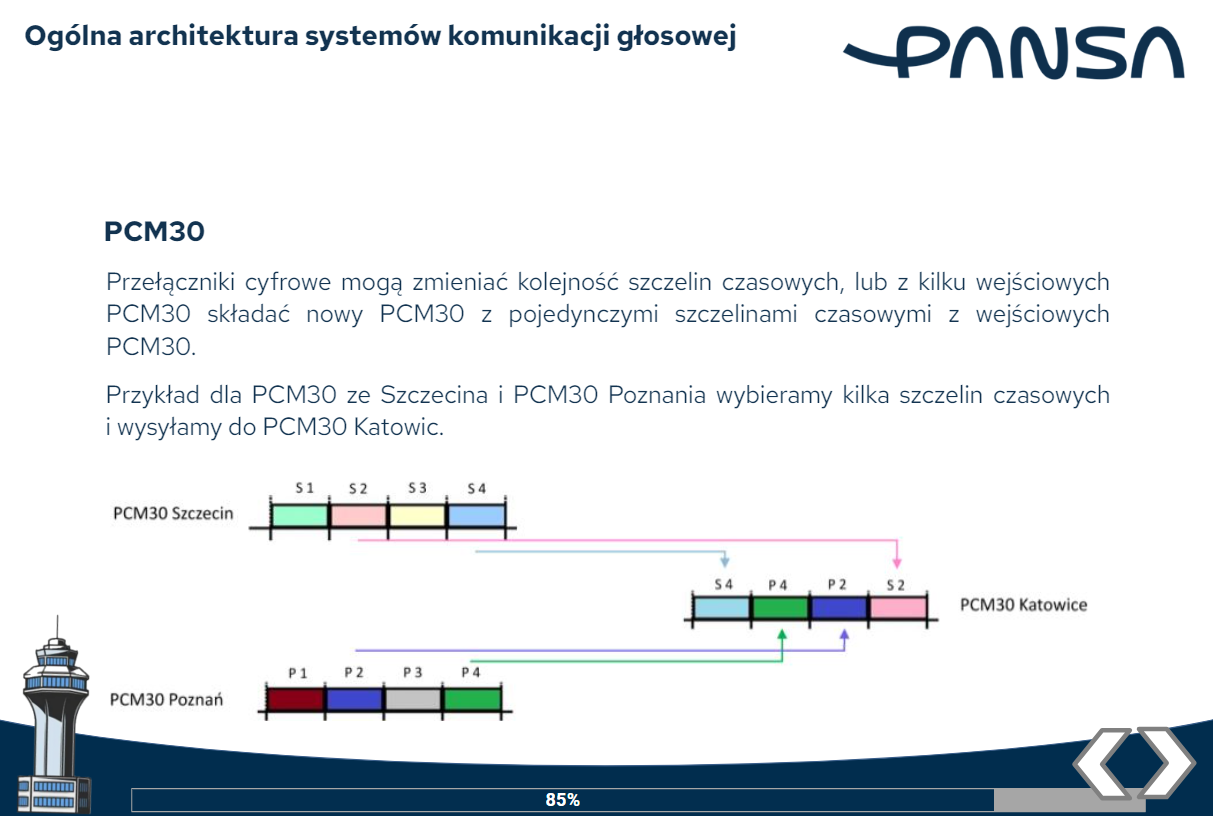 Ogólna architektura systemów komunikacji głosowej
PANSA
PCM30
Przełączniki cyfrowe mogą zmieniać kolejność szczelin czasowych, lub z kilku wejściowych
PCM30 składać nowy PCM30 z pojedynczymi szczelinami czasowymi z wejściowych
PCM30.
Przykład dla PCM30 ze Szczecina i PCM30 Poznania wybieramy kilka szczelin czasowych
i wysyłamy do PCM30 Katowic.
S 1 S 2 S 3 S 4
PCM30 Szczecin
S 4 P 4 P 2 S 2
PCM30 Katowice
P 1 P 2 P 3 P 4
PCM30 Poznań
85%